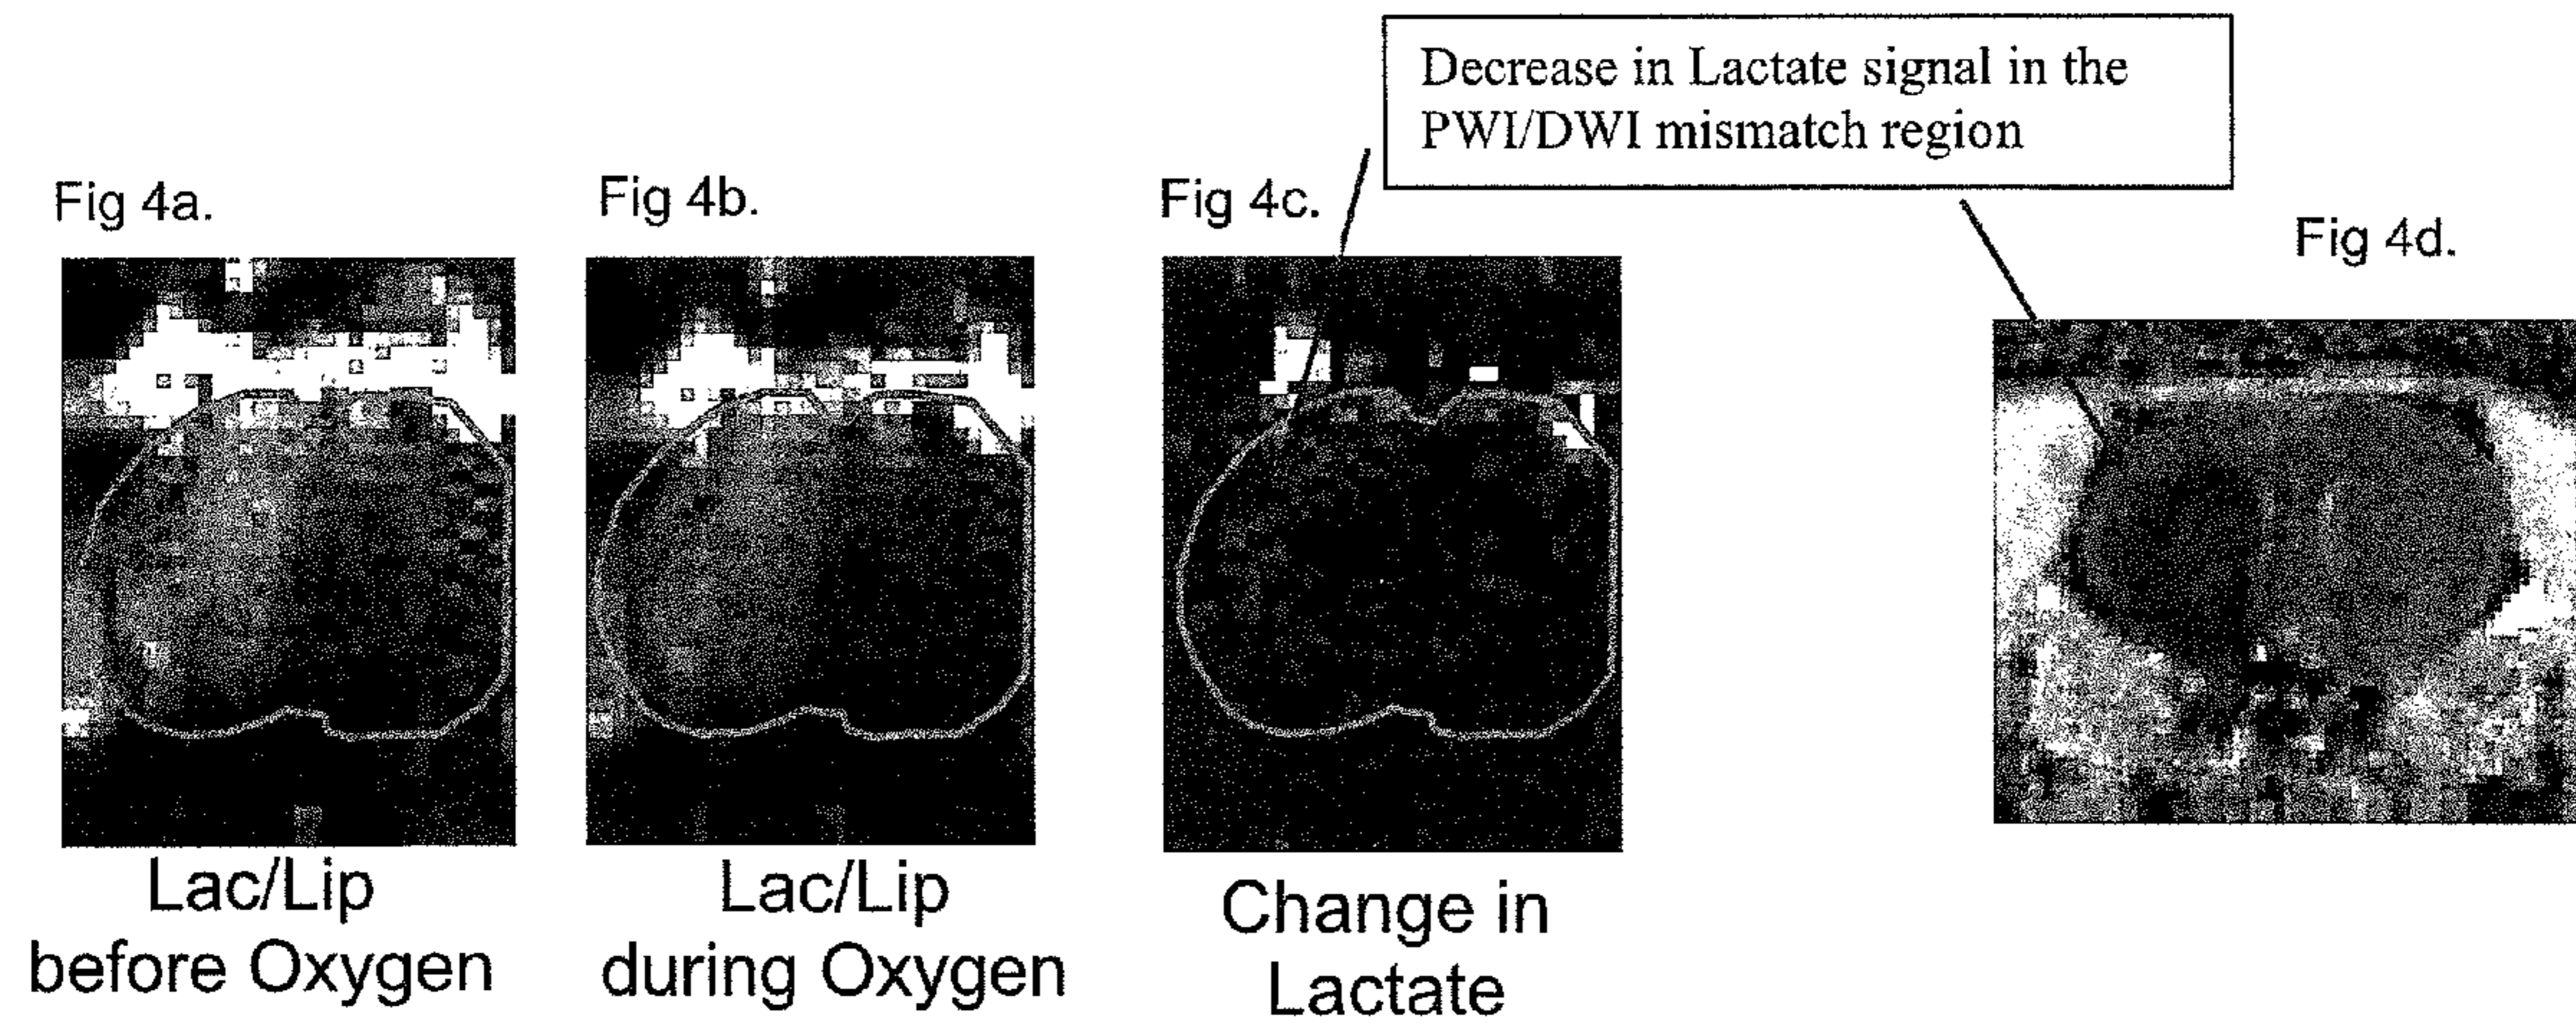 Decrease in Lactate signal in the
PWI/DWI mismatch region
Fig 4a.
Fig 4b.
Fig 4c.
Fig 4d.
Lac/Lip
before Oxygen
Lac/Lip
during Oxygen
Change in
Lactate